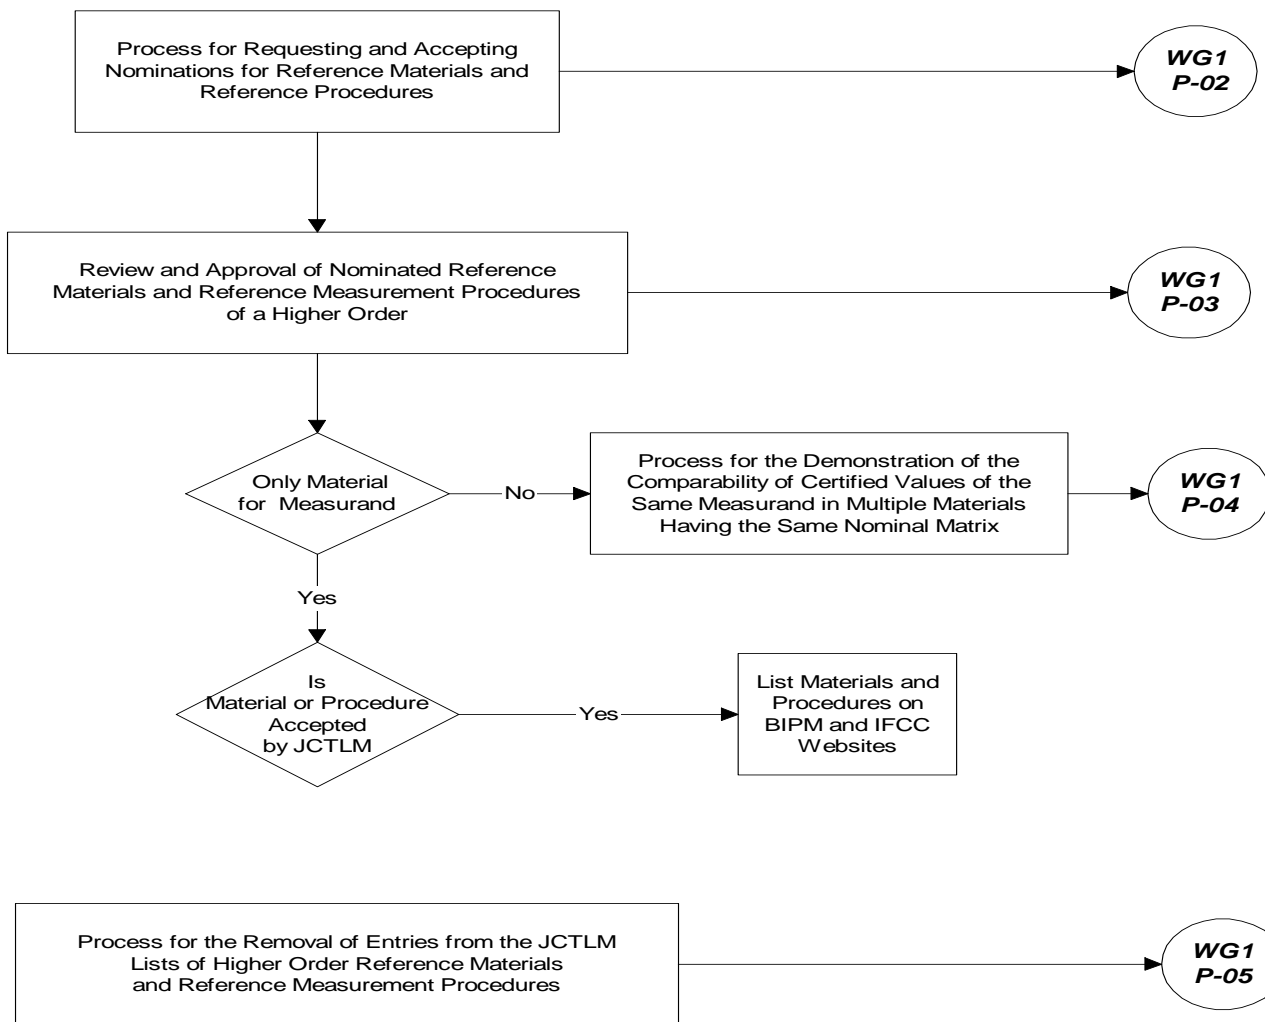 Process for Requesting and Accepting
Nominations for Reference Materials and
Reference Procedures
WG1
P-02
Review and Approval of Nominated Reference
Materials and Reference Measurement Procedures
of a Higher Order
WG1
P-03
Only Material
for Measurand
No
Process for the Demonstration of the
Comparability of Certified Values of the
Same Measurand in Multiple Materials
Having the Same Nominal Matrix
WG1
P-04
Yes
Is
Material or Procedure
Accepted
by JCTLM
Yes
List Materials and
Procedures on
BIPM and IFCC
Websites
Process for the Removal of Entries from the JCTLM
Lists of Higher Order Reference Materials
and Reference Measurement Procedures
WG1
P-05